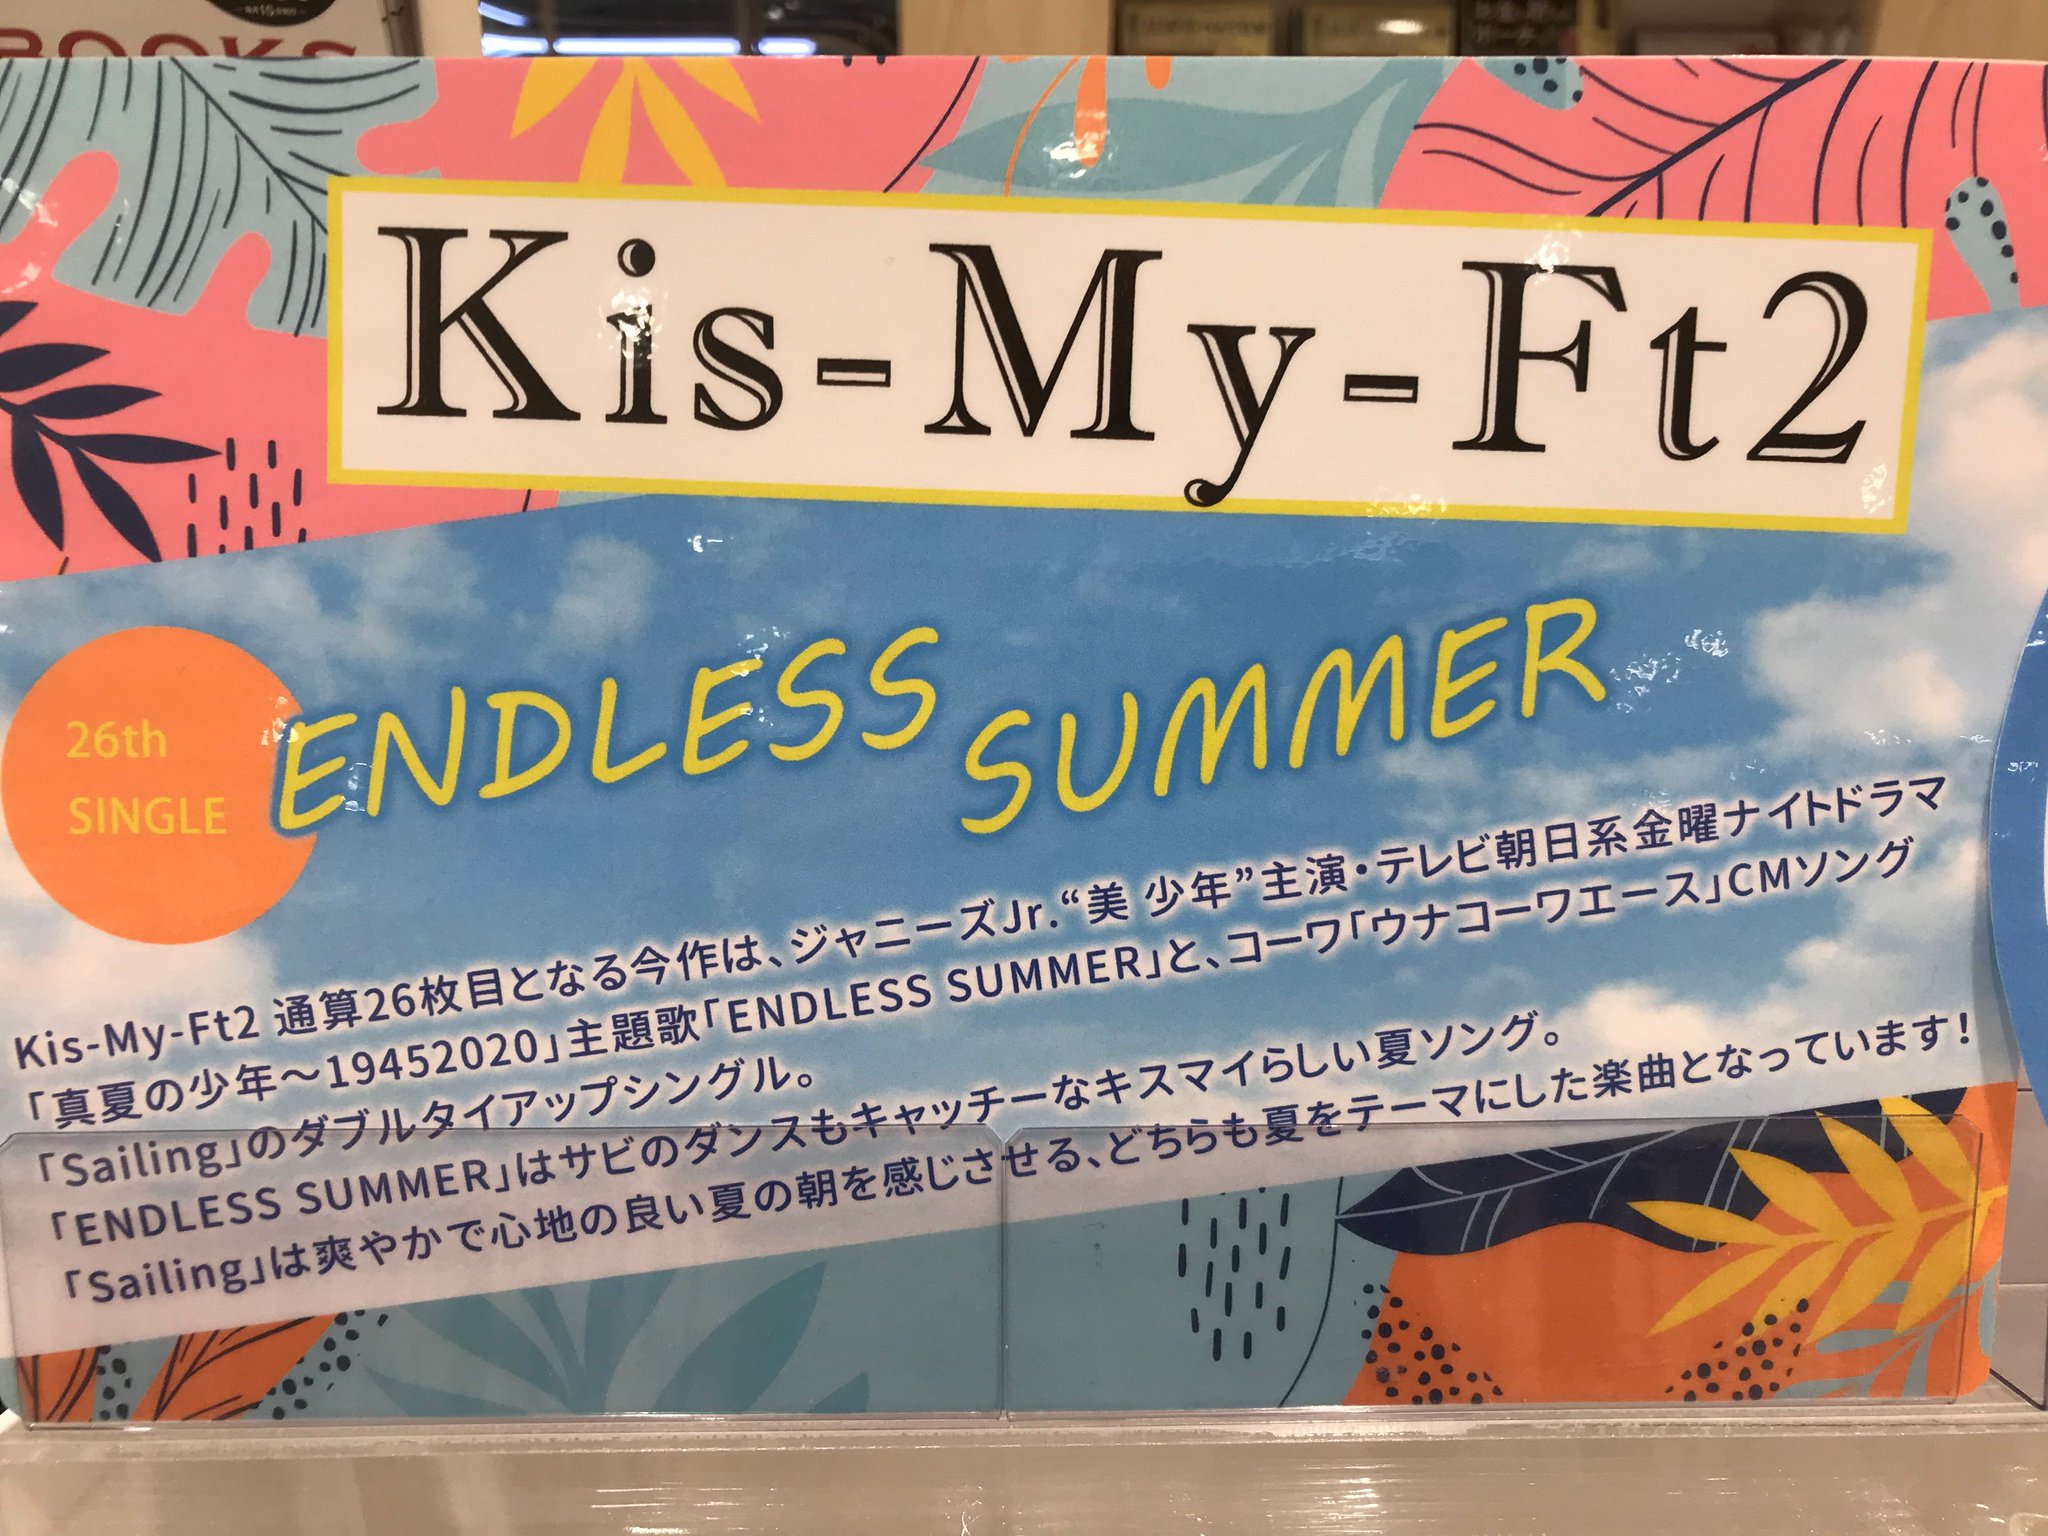 BOOKS
Kis-My-Ft2
26th
SINGLE
ENDLESS SUMMER
Kis-My-Ft2 通算26枚目となる今作は、ジャニーズJr.“美 少年”主演・テレビ朝日系金曜ナイトドラマ
「真夏の少年〜19452020」主題歌「ENDLESS SUMMER」と、コーワ「ウナコーワエース」CMソング
「Sailing」のダブルタイアップシングル。
「ENDLESS SUMMER」はサビのダンスもキャッチーなキスマイらしい夏ソング。
「Sailing」は爽やかで心地の良い夏の朝を感じさせる、どちらも夏をテーマにした楽曲となっています！